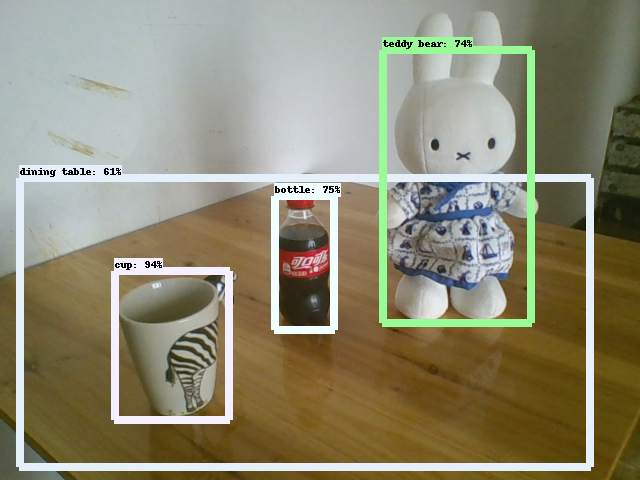 teddy bear: 74%
dining table: 61%
bottle: 75%
可口可乐
cup: 94%